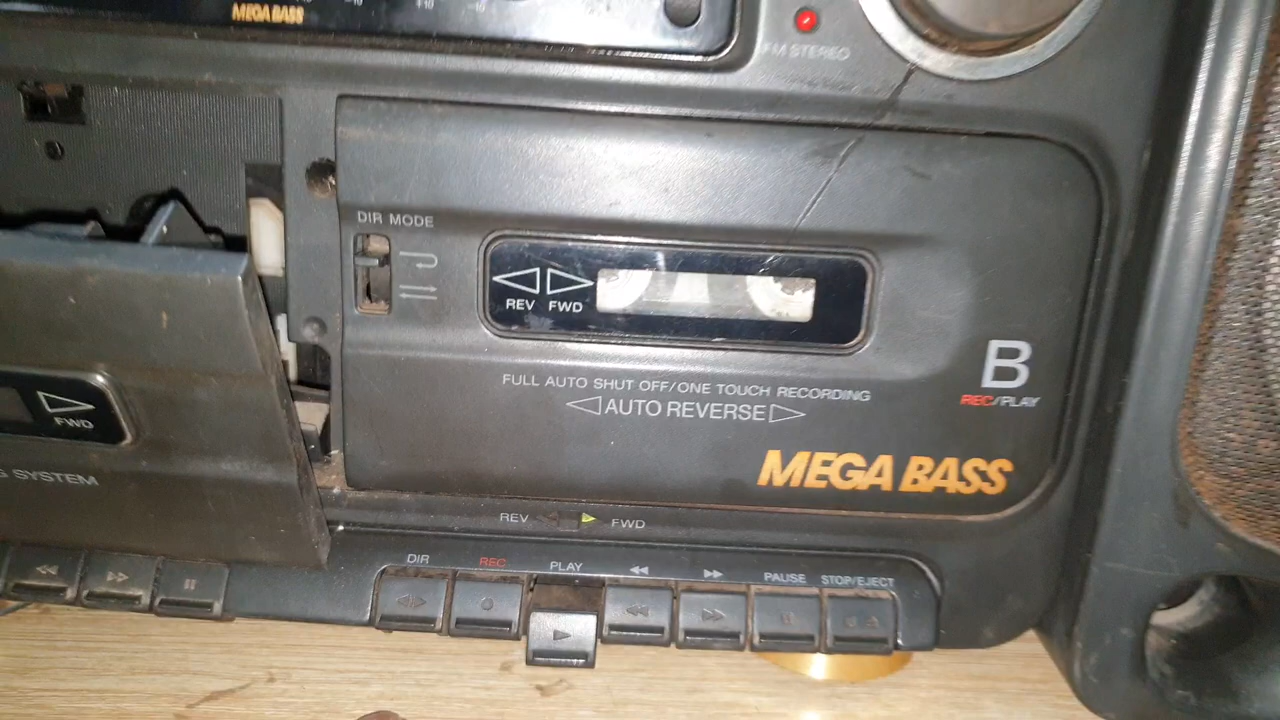 MEGA BASS
FM STEREO
DIR MODE
REV FWD
B
REC/PLAY
FULL AUTO SHUT OFF/ONE TOUCH RECORDING
AUTO REVERSE
MEGA BASS
FWD
SYSTEM
REV FWD
DIR REC PLAY PAUSE STOP/EJECT